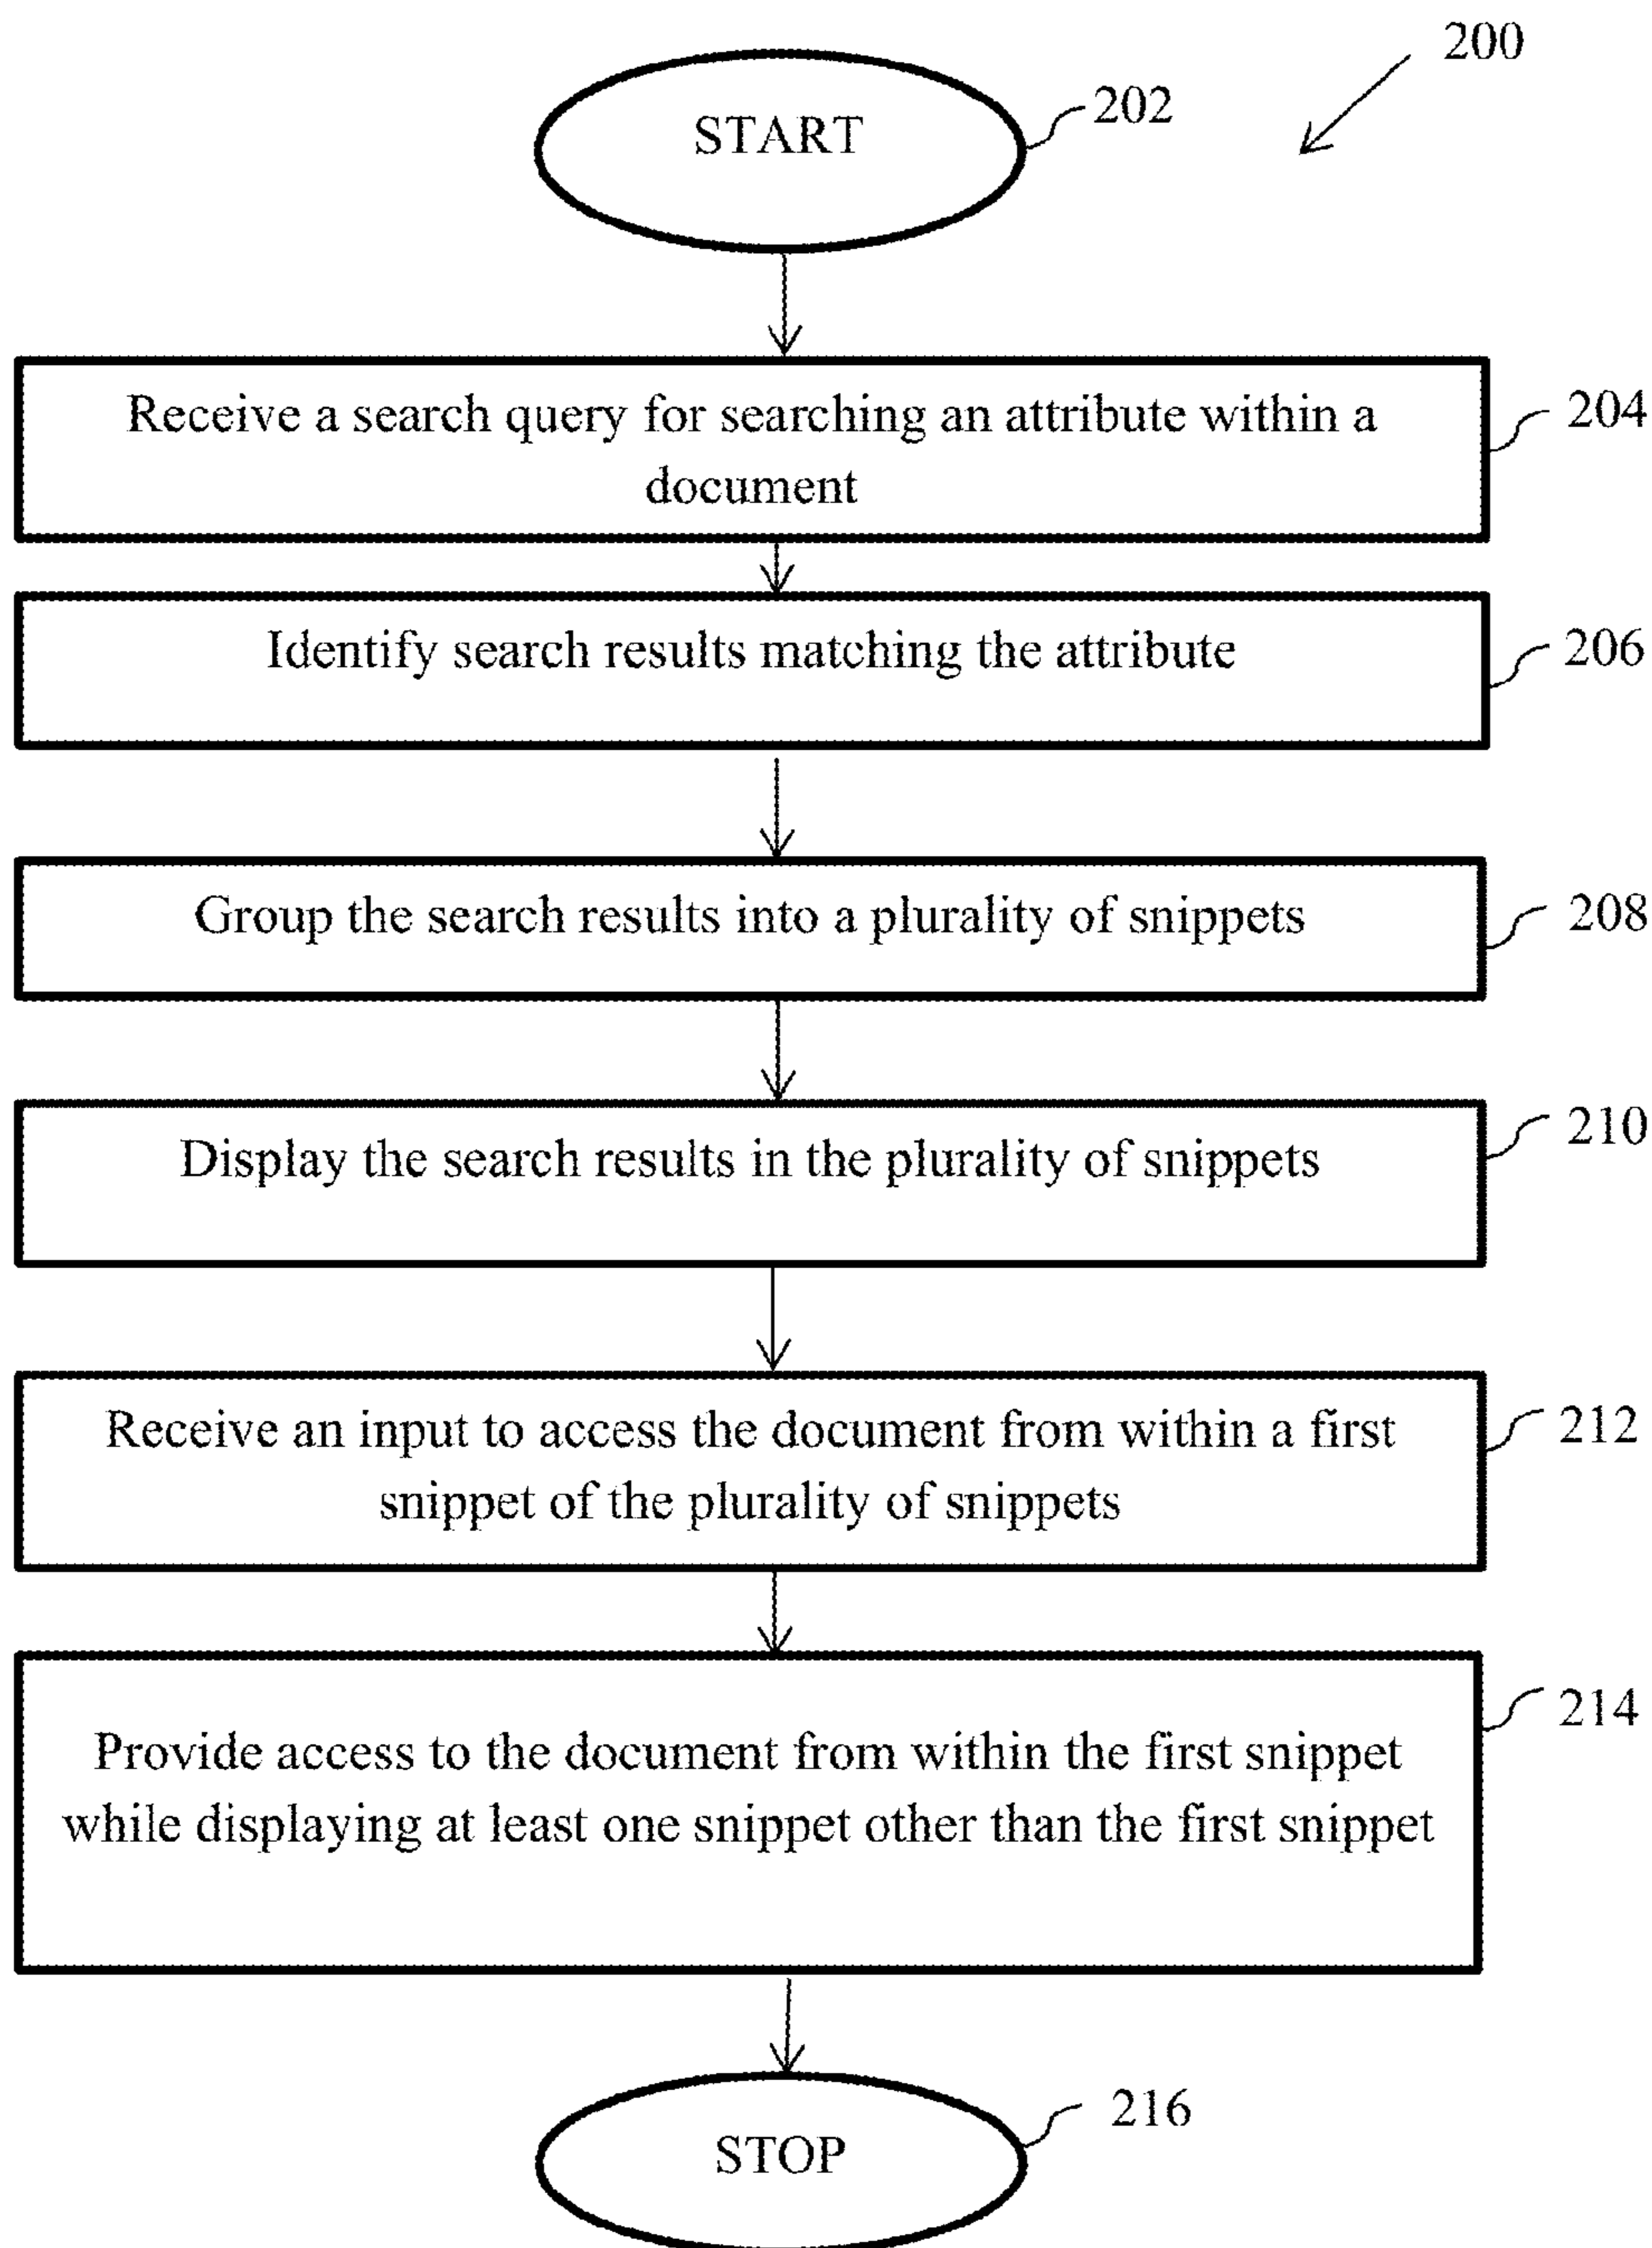 200
START
202
Receive a search query for searching an attribute within a
document
204
Identify search results matching the attribute
206
Group the search results into a plurality of snippets
208
Display the search results in the plurality of snippets
210
Receive an input to access the document from within a first
snippet of the plurality of snippets
212
Provide access to the document from within the first snippet
while displaying at least one snippet other than the first snippet
214
STOP
216